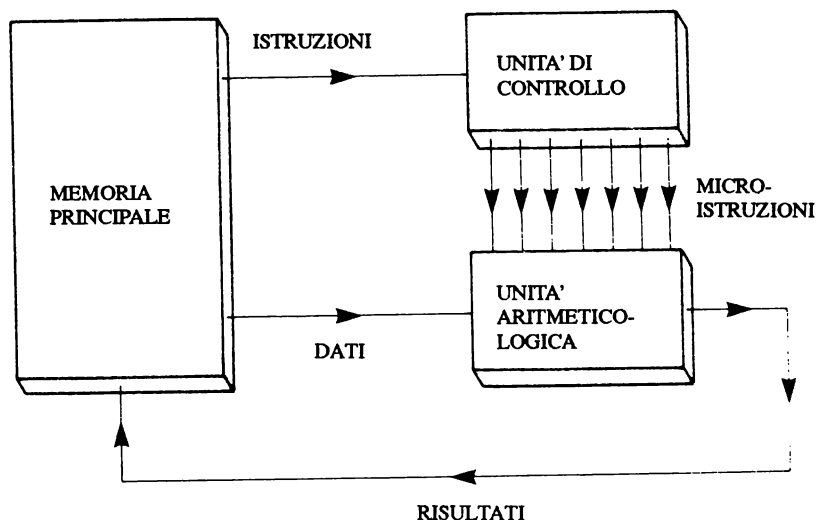 ISTRUZIONI
UNITA' DI
CONTROLLO
MEMORIA
PRINCIPALE
MICRO-
ISTRUZIONI
UNITA'
ARITMETICO-
LOGICA
DATI
RISULTATI